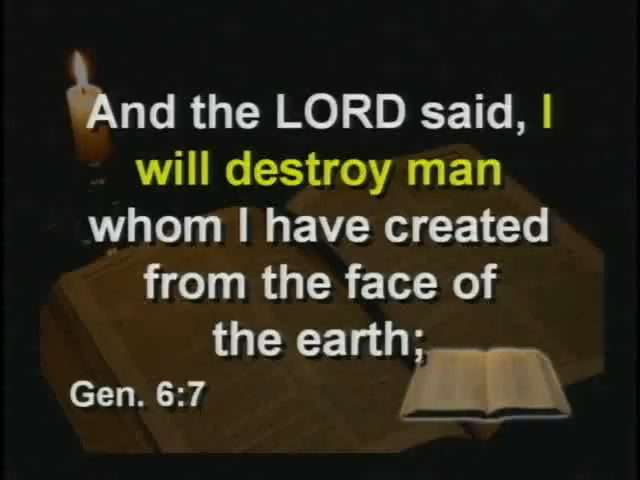 And the LORD said, I
will destroy man
whom I have created
from the face of
the earth;
Gen. 6:7